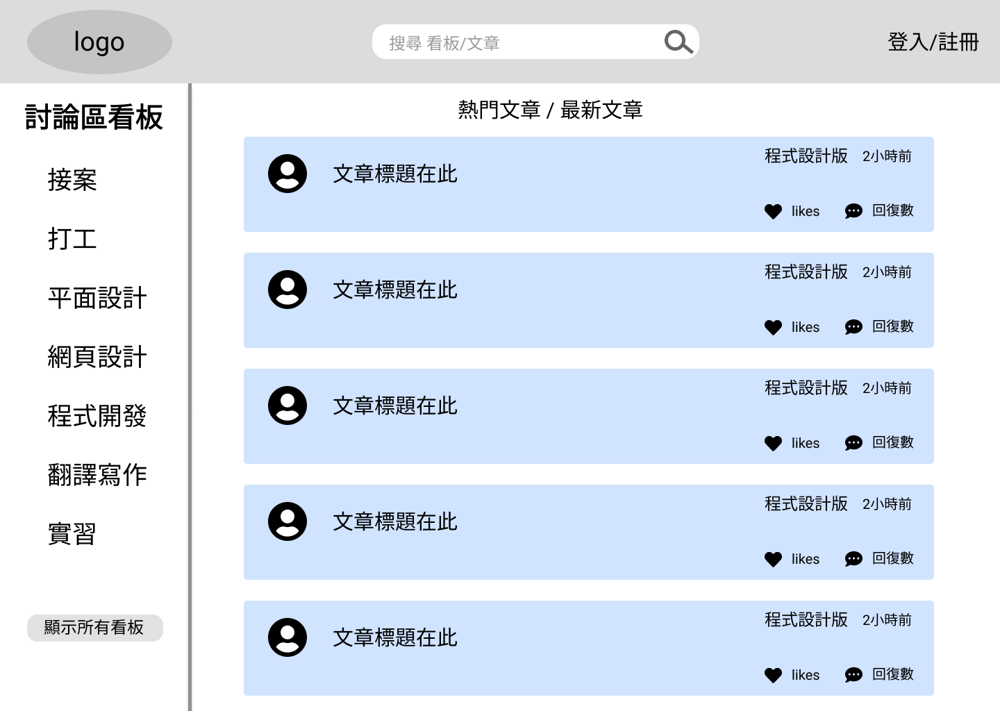 logo
搜尋 看板/文章
登入/註冊
討論區看板
接案
打工
平面設計
網頁設計
程式開發
翻譯寫作
實習
顯示所有看板
熱門文章 / 最新文章
文章標題在此
程式設計版 2小時前
likes 回復數
文章標題在此
程式設計版 2小時前
likes 回復數
文章標題在此
程式設計版 2小時前
likes 回復數
文章標題在此
程式設計版 2小時前
likes 回復數
文章標題在此
程式設計版 2小時前
likes 回復數